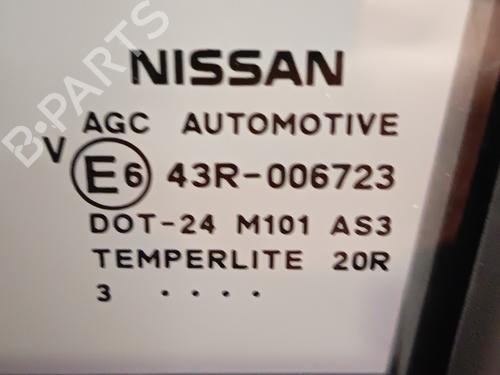 NISSAN
AGC AUTOMOTIVE
V E6 43R-006723
DOT-24 M101 AS3
TEMPERLITE 20R
3 ....
B-PARTS